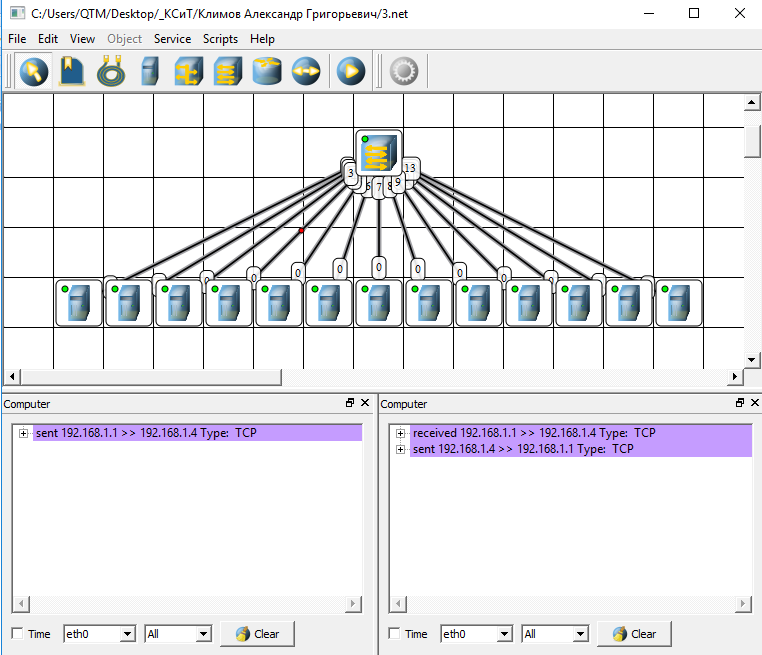 C:/Users/QTM/Desktop/_КСиТ/Климов Александр Григорьевич/3.net
File Edit View Object Service Scripts Help
3 6 7 8 9 13
0 0 0 0 0 0 0 0 0
Computer
sent 192.168.1.1 >> 192.168.1.4 Type: TCP
Time eth0 All Clear
Computer
received 192.168.1.1 >> 192.168.1.4 Type: TCP
sent 192.168.1.4 >> 192.168.1.1 Type: TCP
Time eth0 All Clear